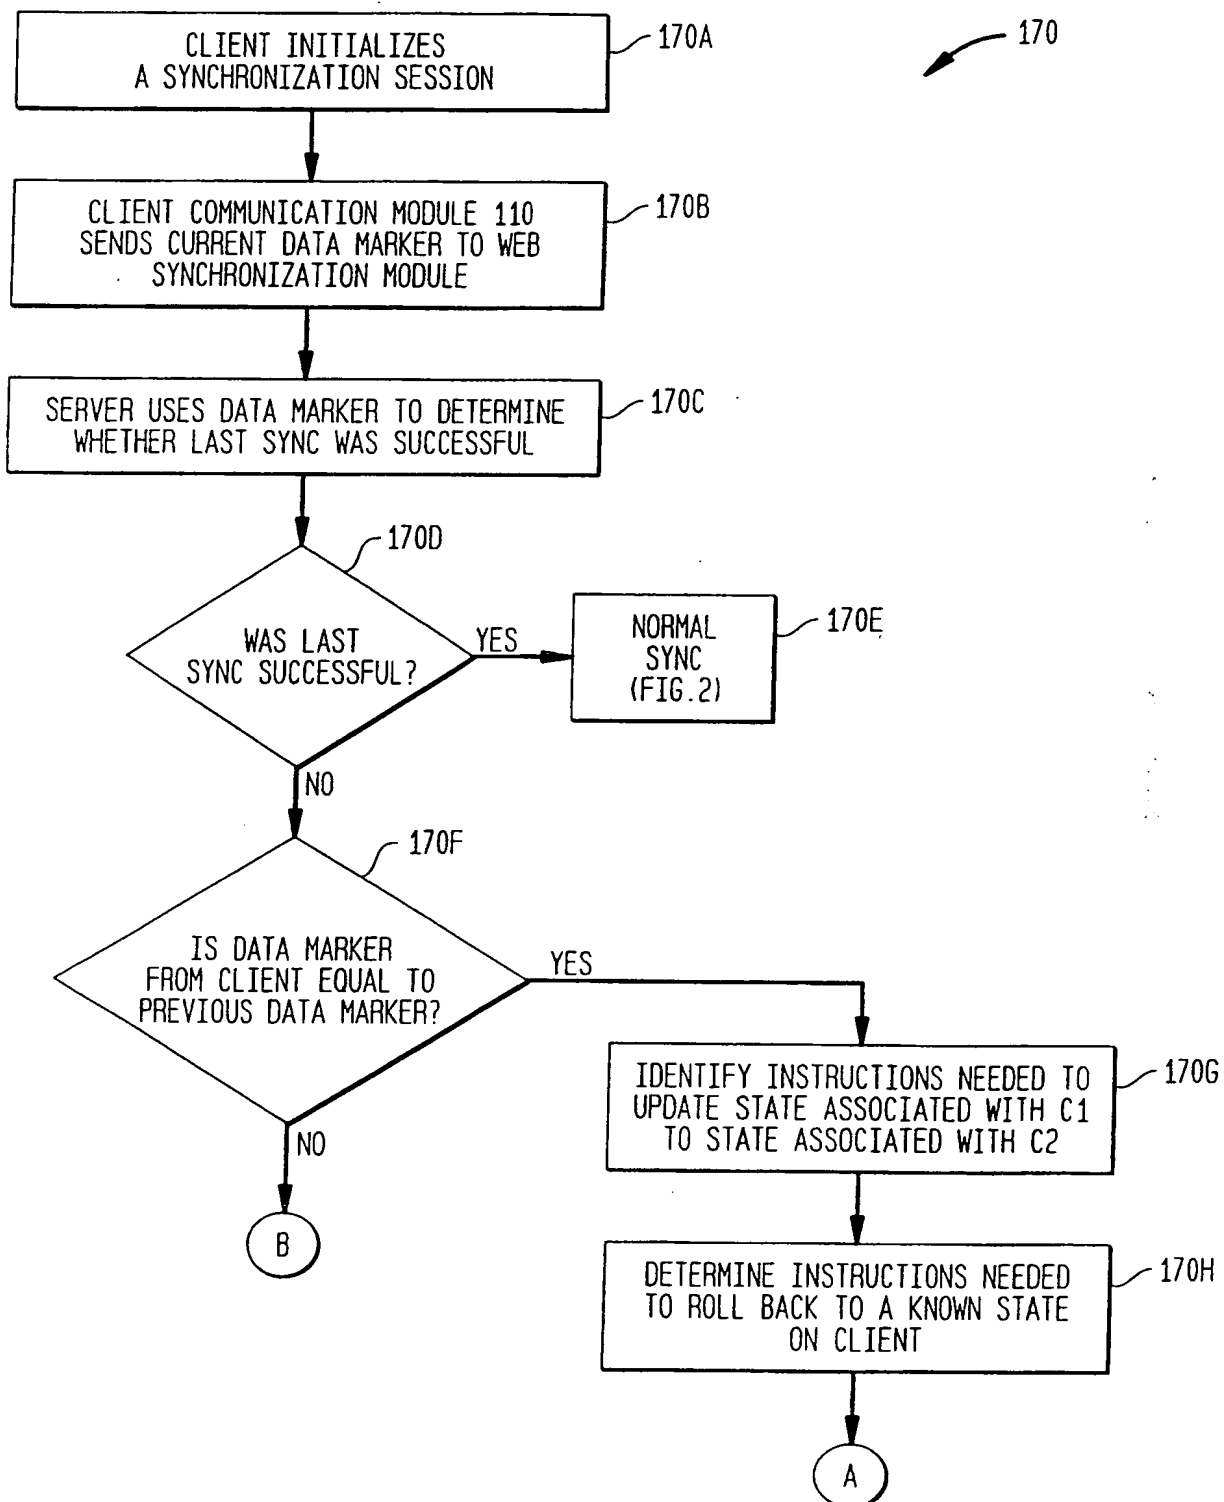 170
CLIENT INITIALIZES
A SYNCHRONIZATION SESSION
170A
CLIENT COMMUNICATION MODULE 110
SENDS CURRENT DATA MARKER TO WEB
SYNCHRONIZATION MODULE
170B
SERVER USES DATA MARKER TO DETERMINE
WHETHER LAST SYNC WAS SUCCESSFUL
170C
170D
WAS LAST
SYNC SUCCESSFUL?
YES
NORMAL
SYNC
(FIG.2)
170E
NO
170F
IS DATA MARKER
FROM CLIENT EQUAL TO
PREVIOUS DATA MARKER?
YES
NO
B
IDENTIFY INSTRUCTIONS NEEDED TO
UPDATE STATE ASSOCIATED WITH C1
TO STATE ASSOCIATED WITH C2
170G
DETERMINE INSTRUCTIONS NEEDED
TO ROLL BACK TO A KNOWN STATE
ON CLIENT
170H
A